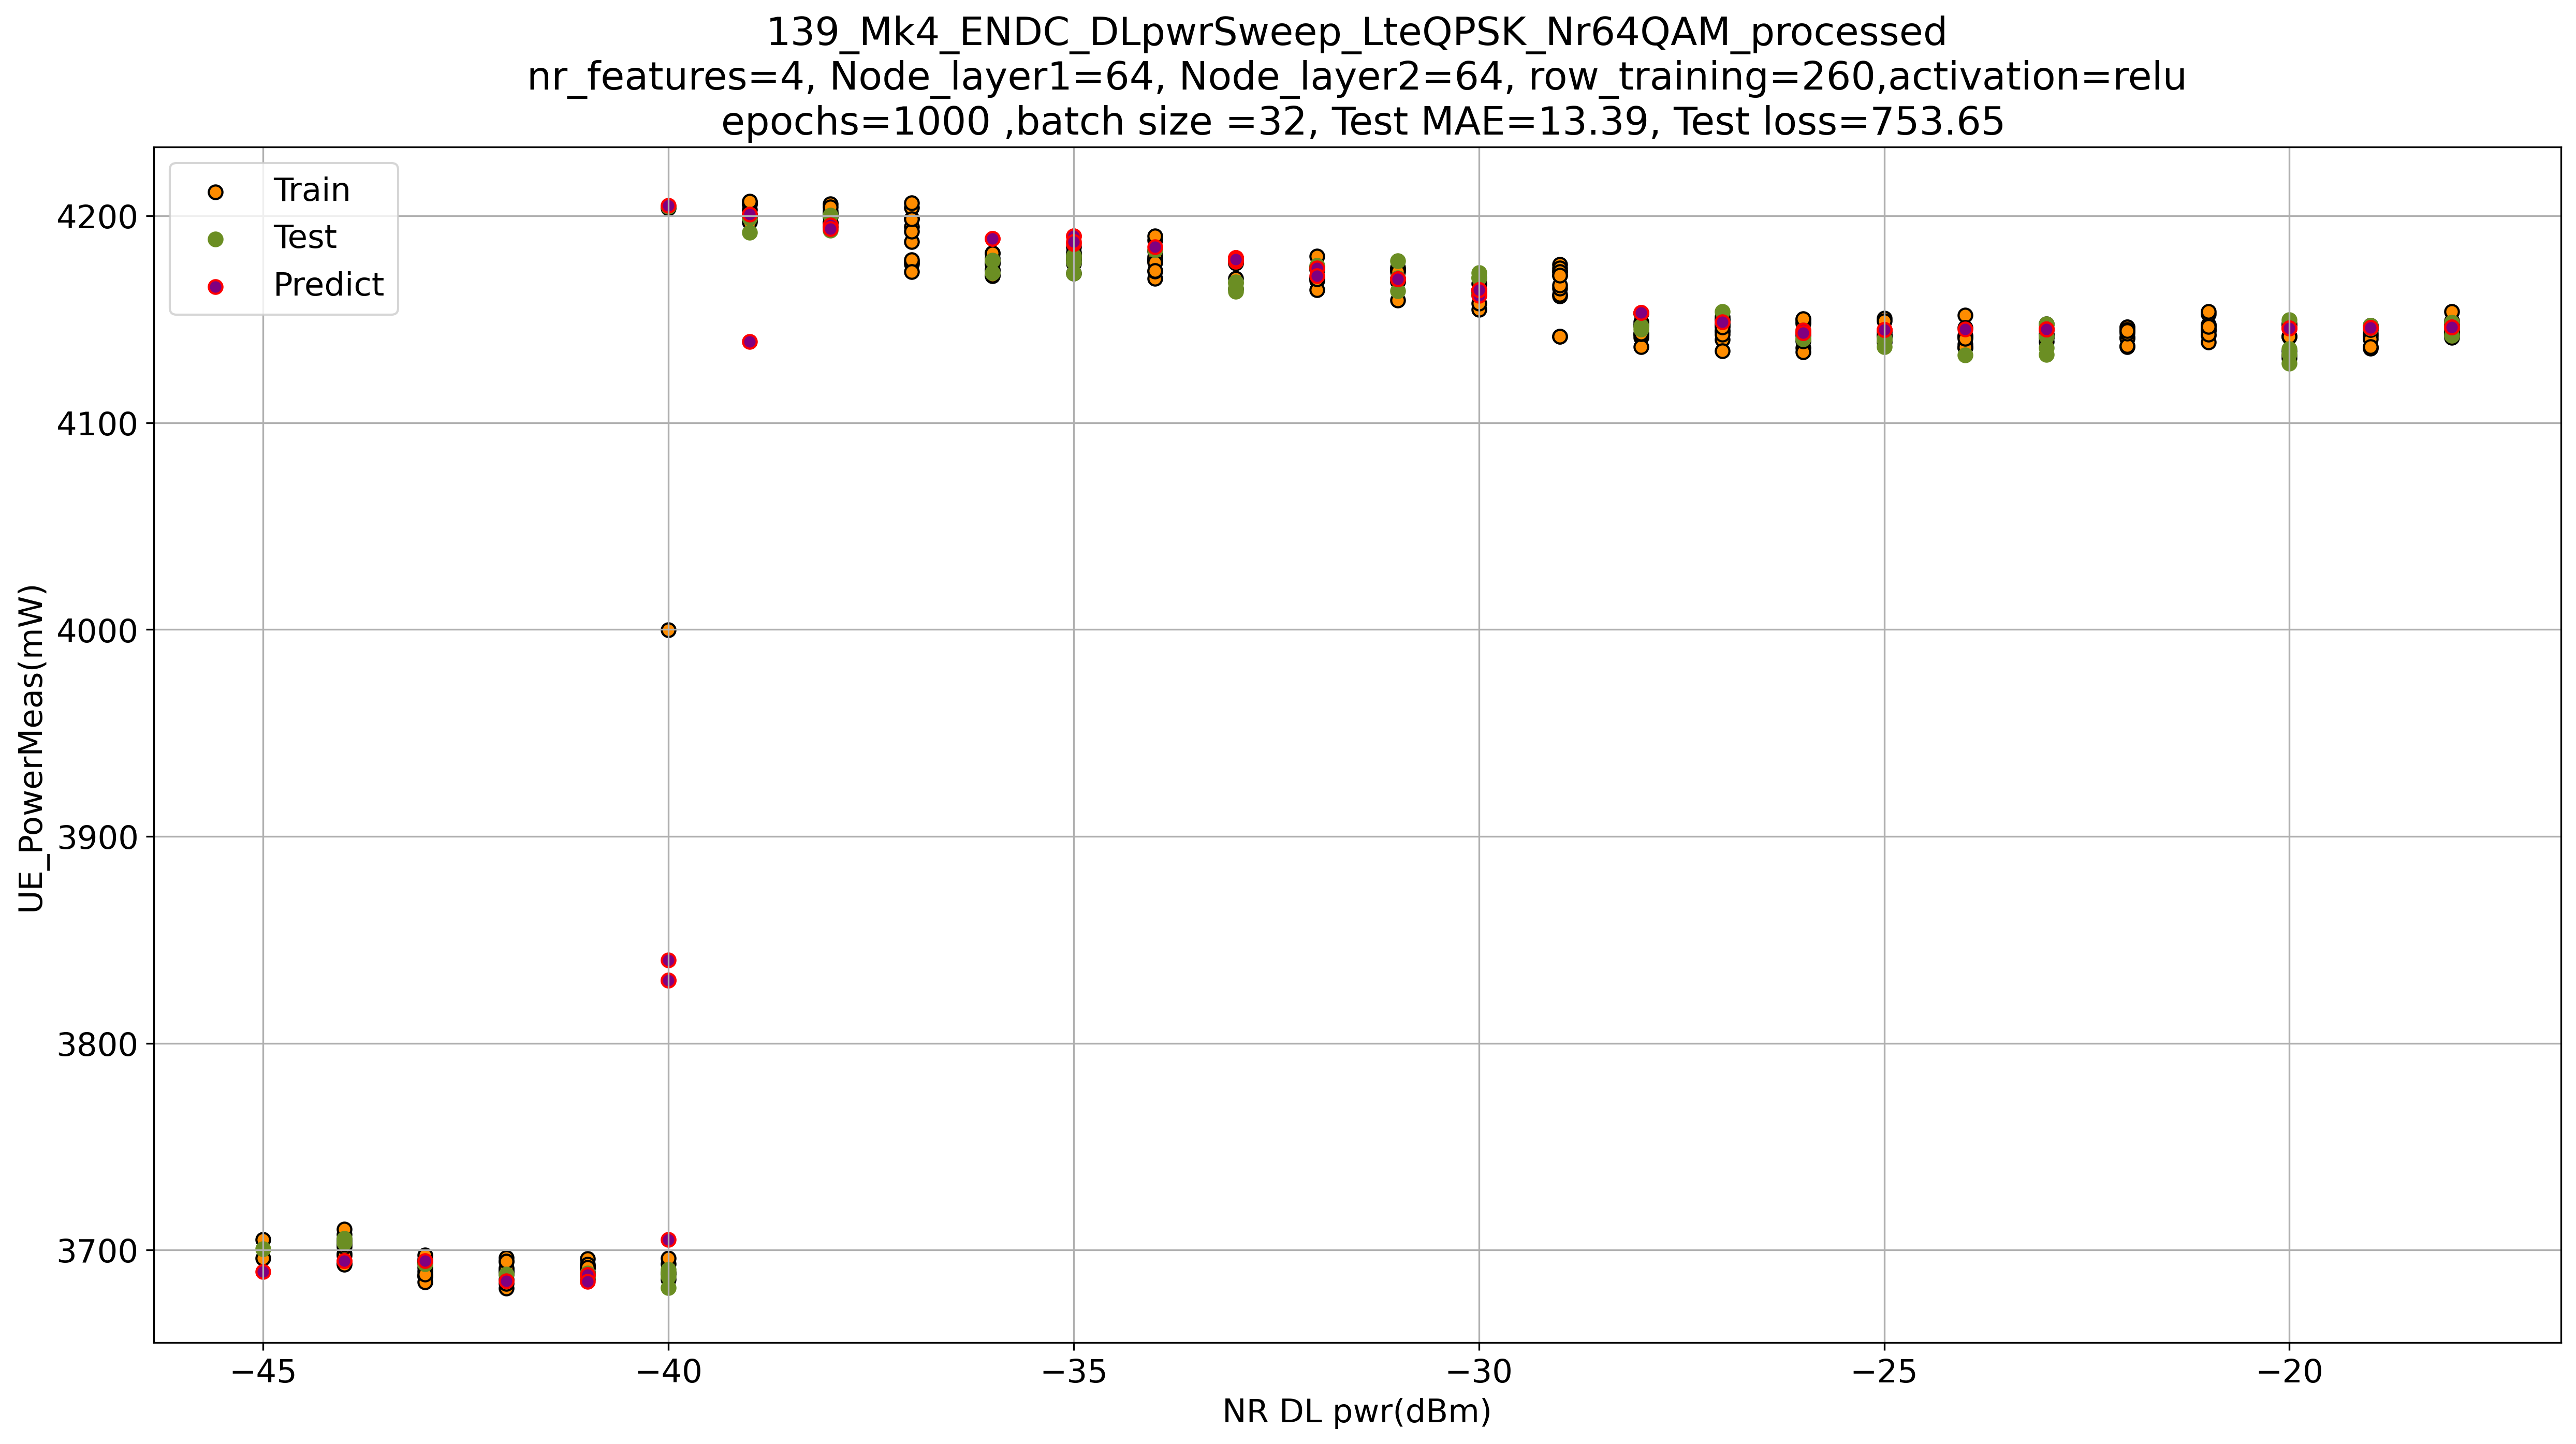 139_Mk4_ENDC_DLpwrSweep_LteQPSK_Nr64QAM_processed
nr_features=4, Node_layer1=64, Node_layer2=64, row_training=260,activation=relu
epochs=1000 ,batch size =32, Test MAE=13.39, Test loss=753.65
Train
Test
Predict
4200
4100
4000
3900
3800
3700
UE_PowerMeas(mW)
−45
−40
−35
−30
−25
−20
NR DL pwr(dBm)